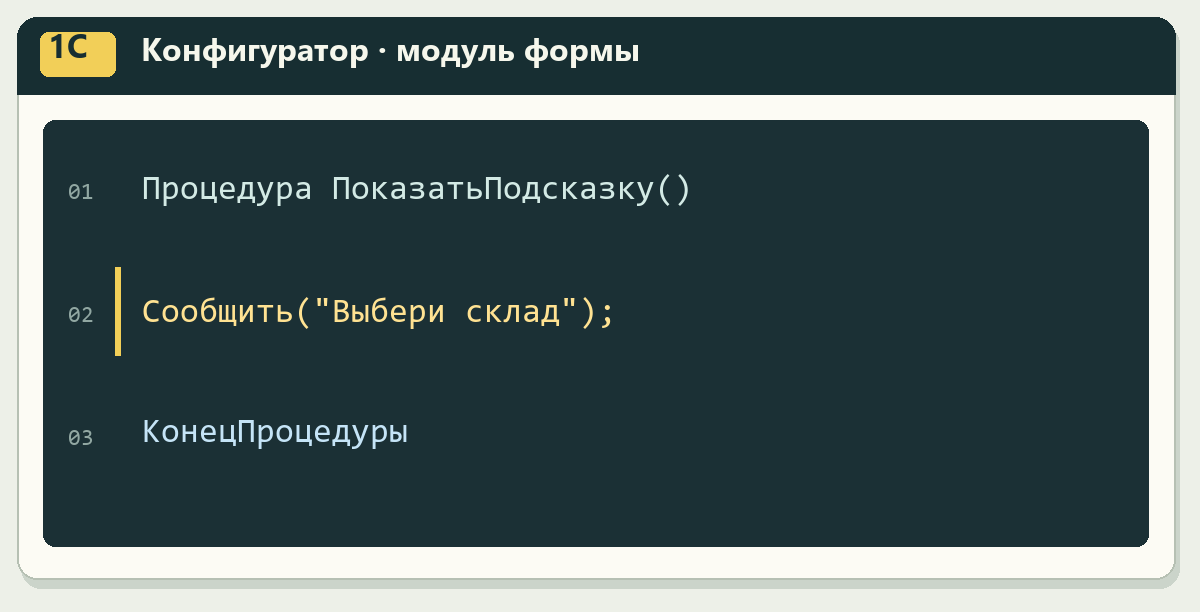 1С
Конфигуратор · модуль формы
01 Процедура ПоказатьПодсказку()
02 Сообщить("Выбери склад");
03 КонецПроцедуры